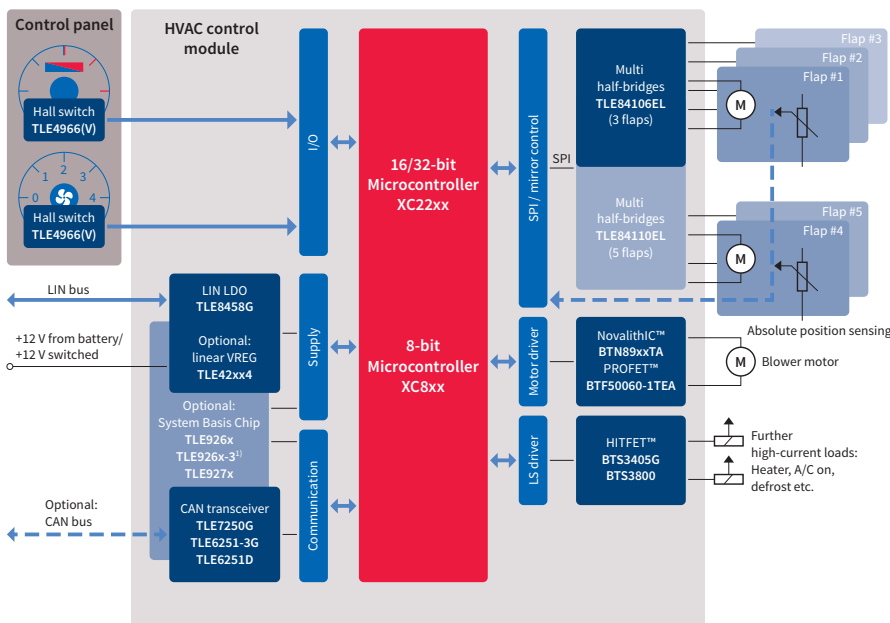 Control panel
Hall switch
TLE4966(V)
0
1
2
3
4
Hall switch
TLE4966(V)
LIN bus
+12 V from battery/
+12 V switched
Optional:
CAN bus
HVAC control
module
I/O
LIN LDO
TLE8458G
Optional:
linear VREG
TLE42xx4
Optional:
System Basis Chip
TLE926x
TLE926x-3¹⁾
TLE927x
CAN transceiver
TLE7250G
TLE6251-3G
TLE6251D
Supply
Communication
16/32-bit
Microcontroller
XC22xx
8-bit
Microcontroller
XC8xx
SPI / mirror control
SPI
Motor driver
LS driver
Multi
half-bridges
TLE84106EL
(3 flaps)
Multi
half-bridges
TLE84110EL
(5 flaps)
NovalithIC™
BTN89xxTA
PROFET™
BTF50060-1TEA
HITFET™
BTS3405G
BTS3800
Flap #3
Flap #2
Flap #1
M
Flap #5
Flap #4
M
Absolute position sensing
M
Blower motor
Further
high-current loads:
Heater, A/C on,
defrost etc.